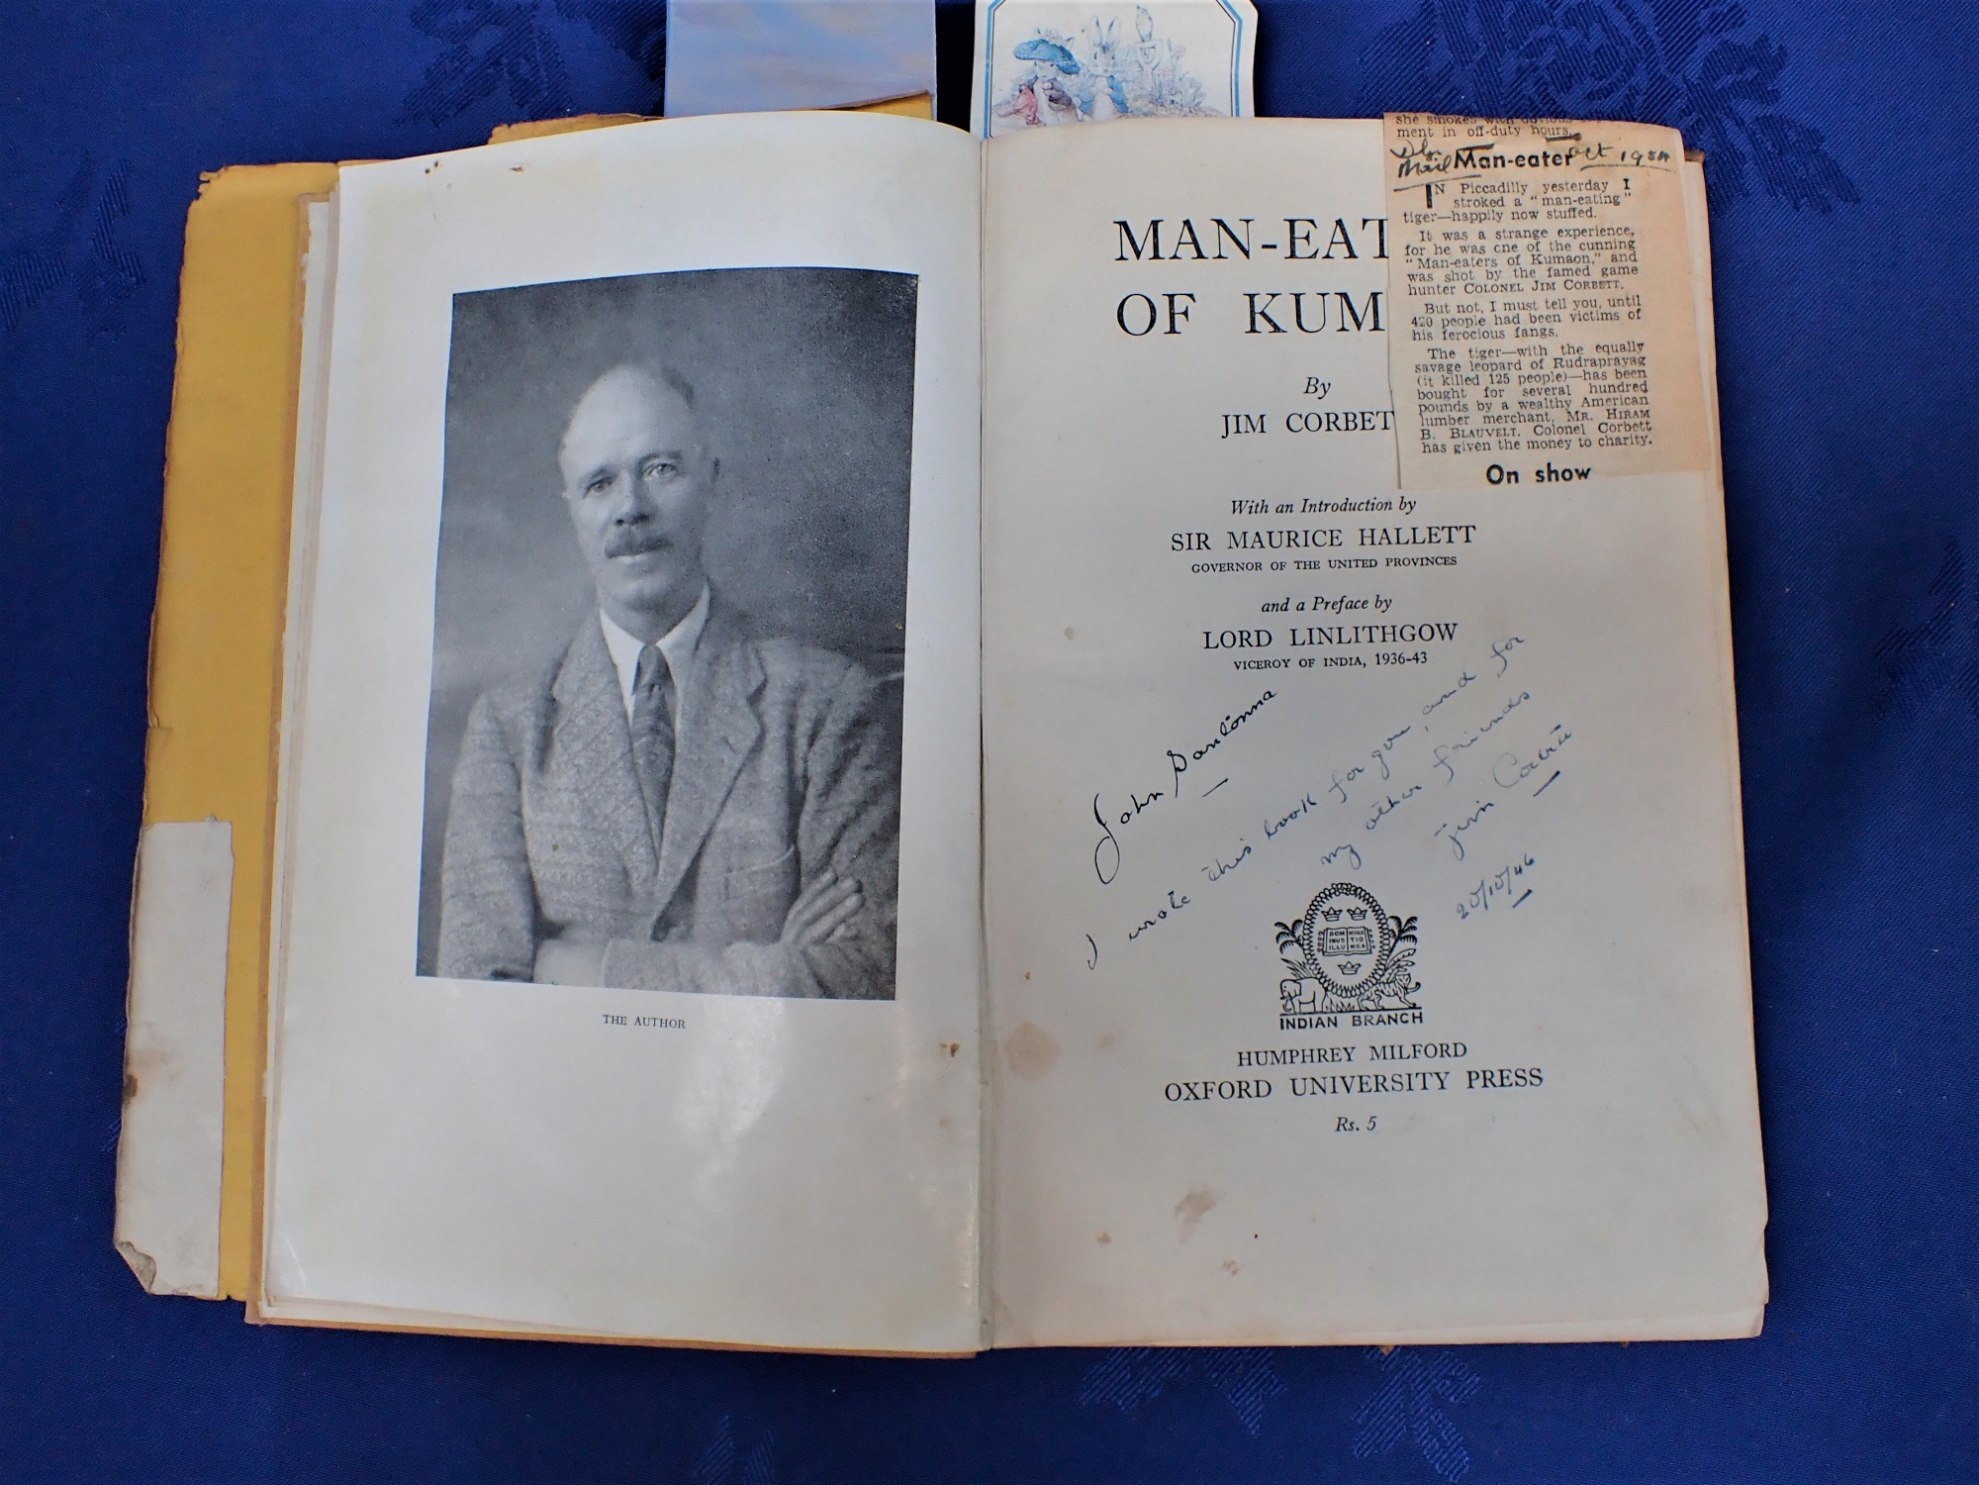 THE AUTHOR
MAN-EAT
OF KUM
By
JIM CORBET
With an Introduction by
SIR MAURICE HALLETT
GOVERNOR OF THE UNITED PROVINCES
and a Preface by
LORD LINLITHGOW
VICEROY OF INDIA, 1936-43
John Santonna
I wrote this book for you, and for
my other friends
Jim Corbett
20/10/46
DOMI MINA
NUS TIO
ILLU MEA
INDIAN BRANCH
HUMPHREY MILFORD
OXFORD UNIVERSITY PRESS
Rs. 5
she smokes with obvious
ment in off-duty hours.
Mail Man-eater Oct 1954
IN Piccadilly yesterday I
stroked a "man-eating"
tiger—happily now stuffed.
It was a strange experience,
for he was one of the cunning
"Man-eaters of Kumaon," and
was shot by the famed game
hunter COLONEL JIM CORBETT.
But not, I must tell you, until
420 people had been victims of
his ferocious fangs.
The tiger—with the equally
savage leopard of Rudraprayag
(it killed 125 people)—has been
bought for several hundred
pounds by a wealthy American
lumber merchant, MR. HIRAM
B. BLAUVELT. Colonel Corbett
has given the money to charity.
On show